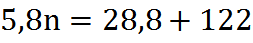 5,8n = 28,8 + 122